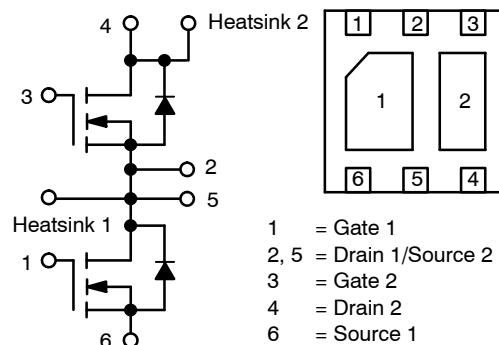 4
Heatsink 2
3
2
5
Heatsink 1
1
6
1 2 3
1 2
6 5 4
1 = Gate 1
2, 5 = Drain 1/Source 2
3 = Gate 2
4 = Drain 2
6 = Source 1